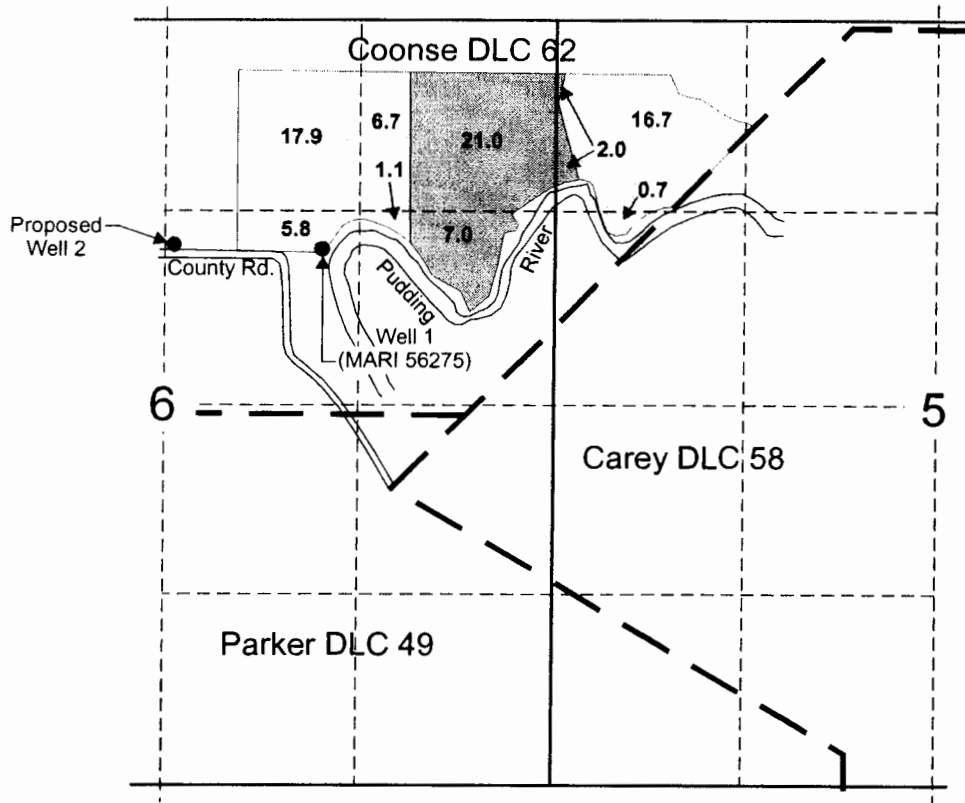 Coonse DLC 62
17.9
6.7
21.0
16.7
2.0
1.1
0.7
5.8
7.0
Proposed
Well 2
County Rd.
Pudding
River
Well 1
(MARI 56275)
6
5
Carey DLC 58
Parker DLC 49